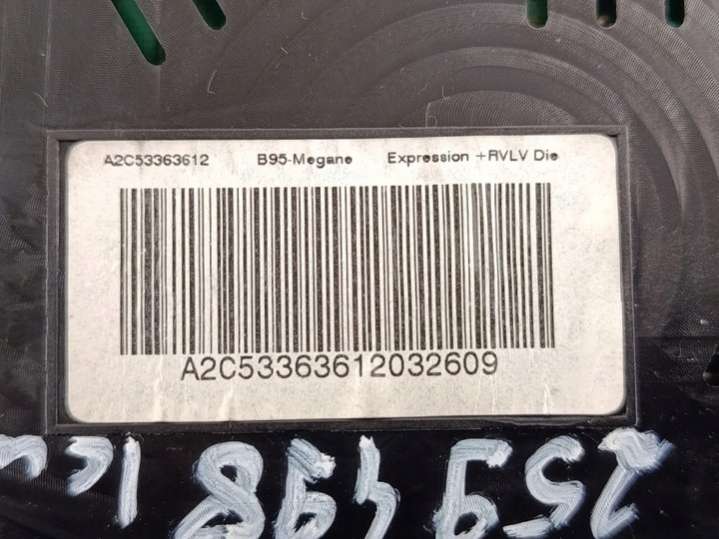 A2C53363612 B95-Megane Expression +RVLV Die
A2C53363612032609